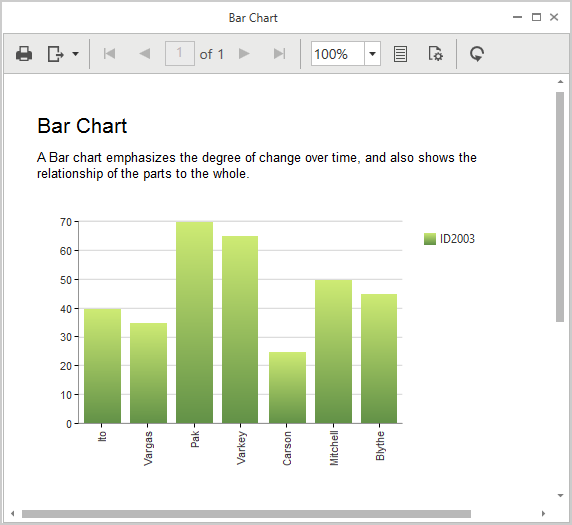 Bar Chart
1 of 1
100%
Bar Chart
A Bar chart emphasizes the degree of change over time, and also shows the
relationship of the parts to the whole.
70
60
50
40
30
20
10
0
ID2003
Ito
Vargas
Pak
Varkey
Carson
Mitchell
Blythe